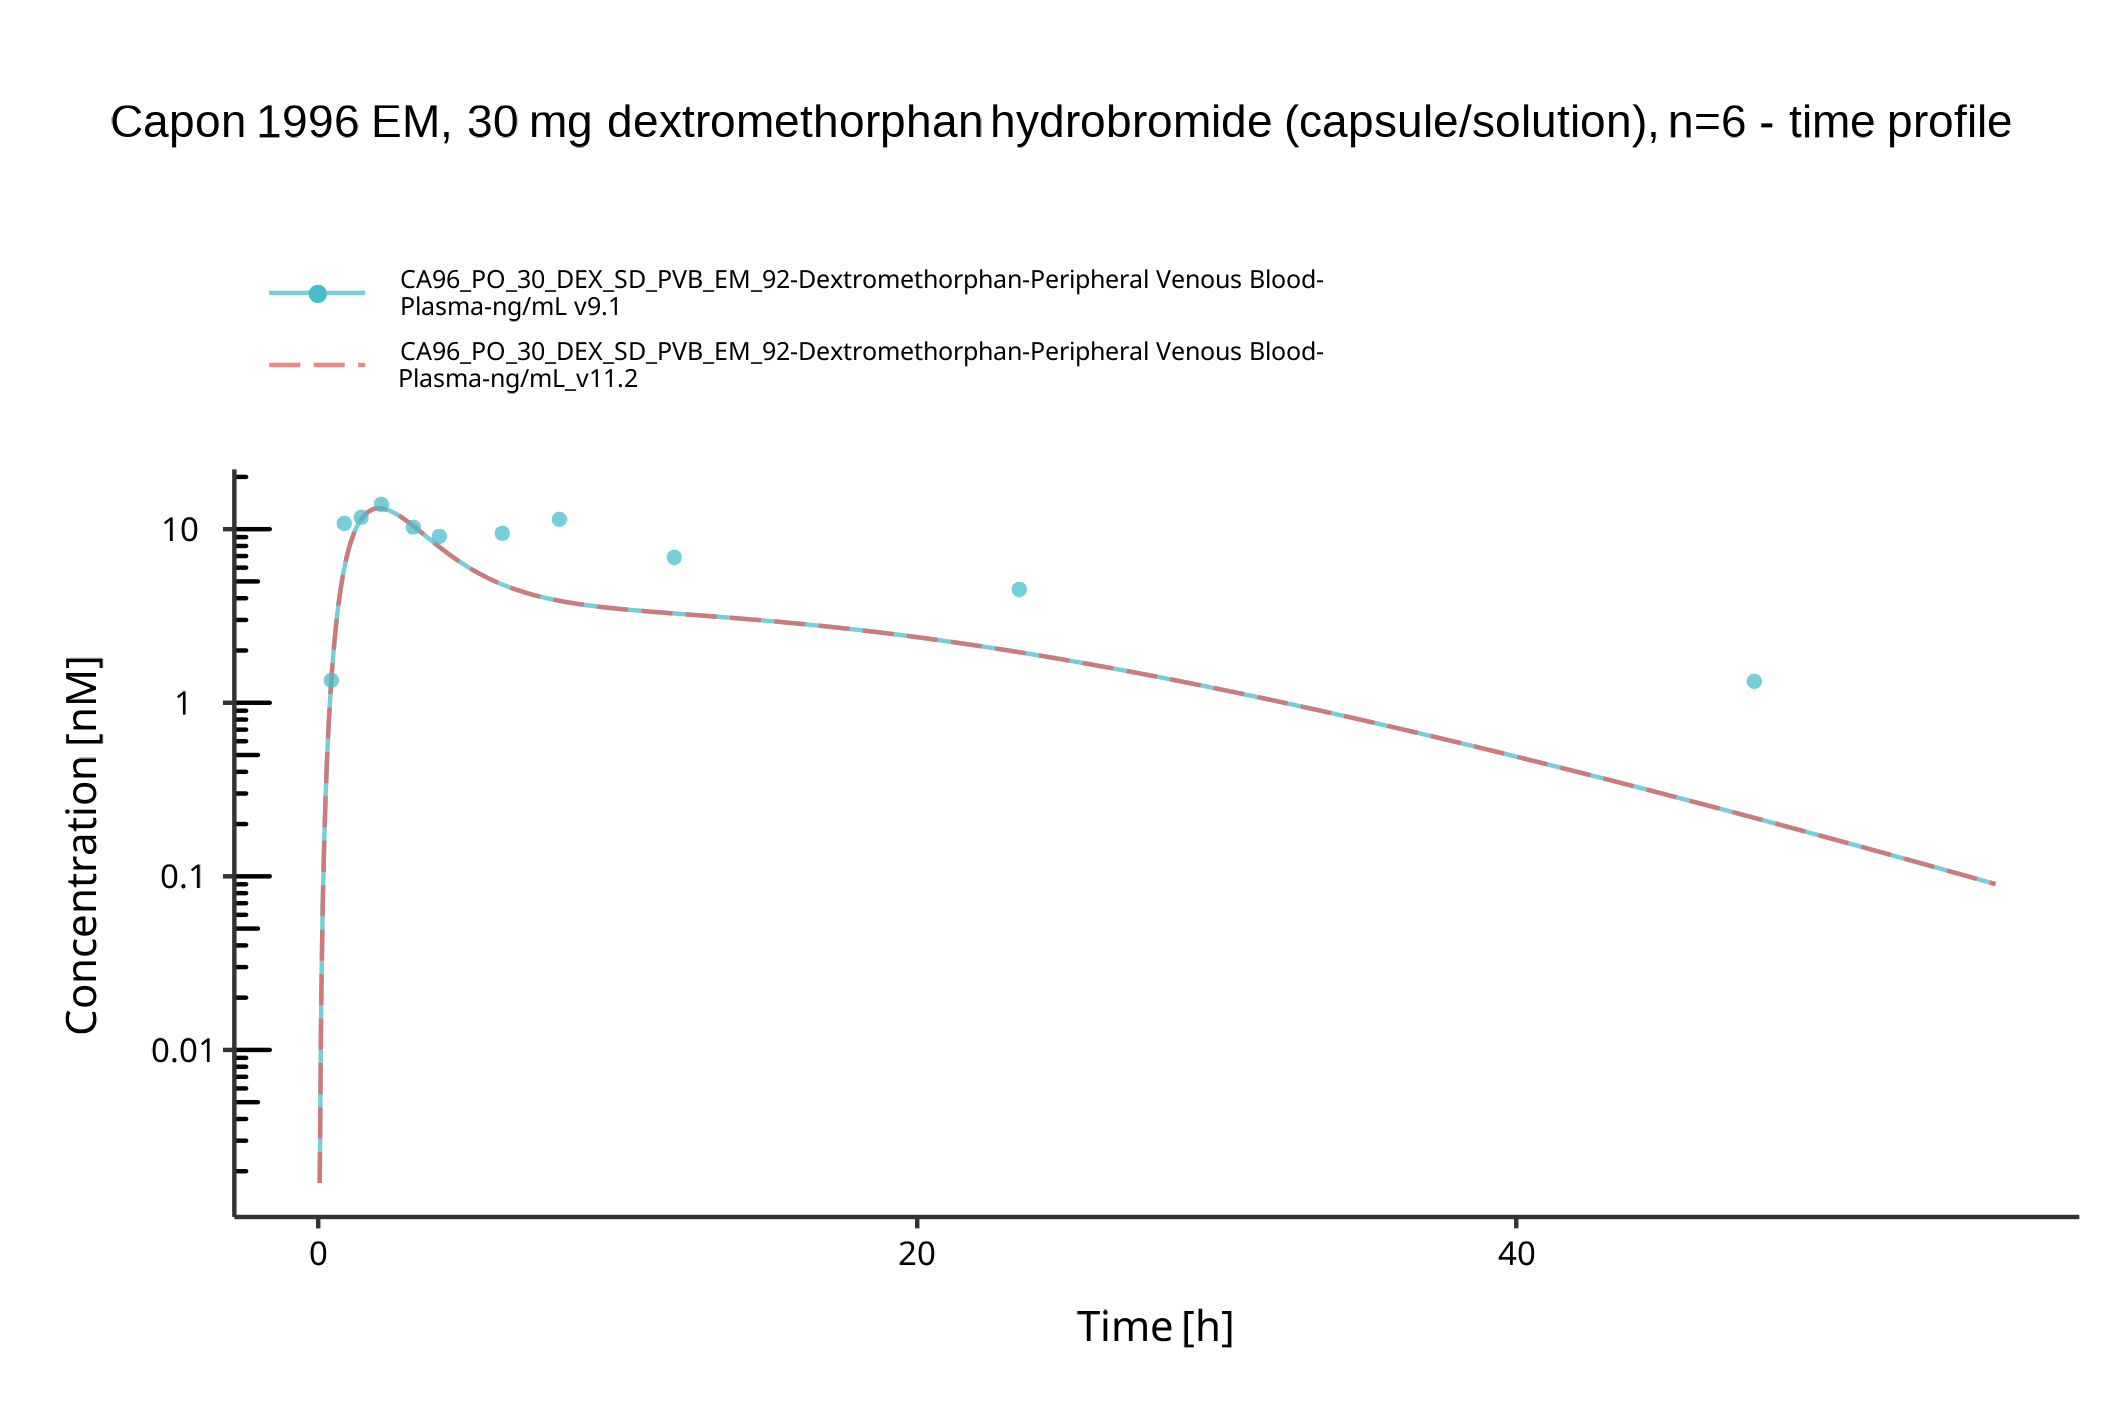 Capon 1996 EM, 30 mg dextromethorphan hydrobromide (capsule/solution), n=6 - time profile
CA96_PO_30_DEX_SD_PVB_EM_92-Dextromethorphan-Peripheral Venous Blood-
Plasma-ng/mL v9.1
CA96_PO_30_DEX_SD_PVB_EM_92-Dextromethorphan-Peripheral Venous Blood-
Plasma-ng/mL_v11.2
Concentration [nM]
10
1
0.1
0.01
0
20
40
Time [h]